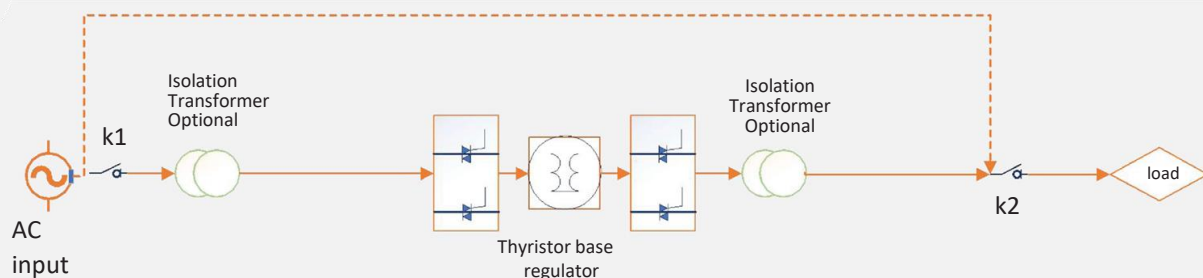 Isolation
Transformer
Optional
Isolation
Transformer
Optional
k1
load
k2
AC
input
Thyristor base
regulator